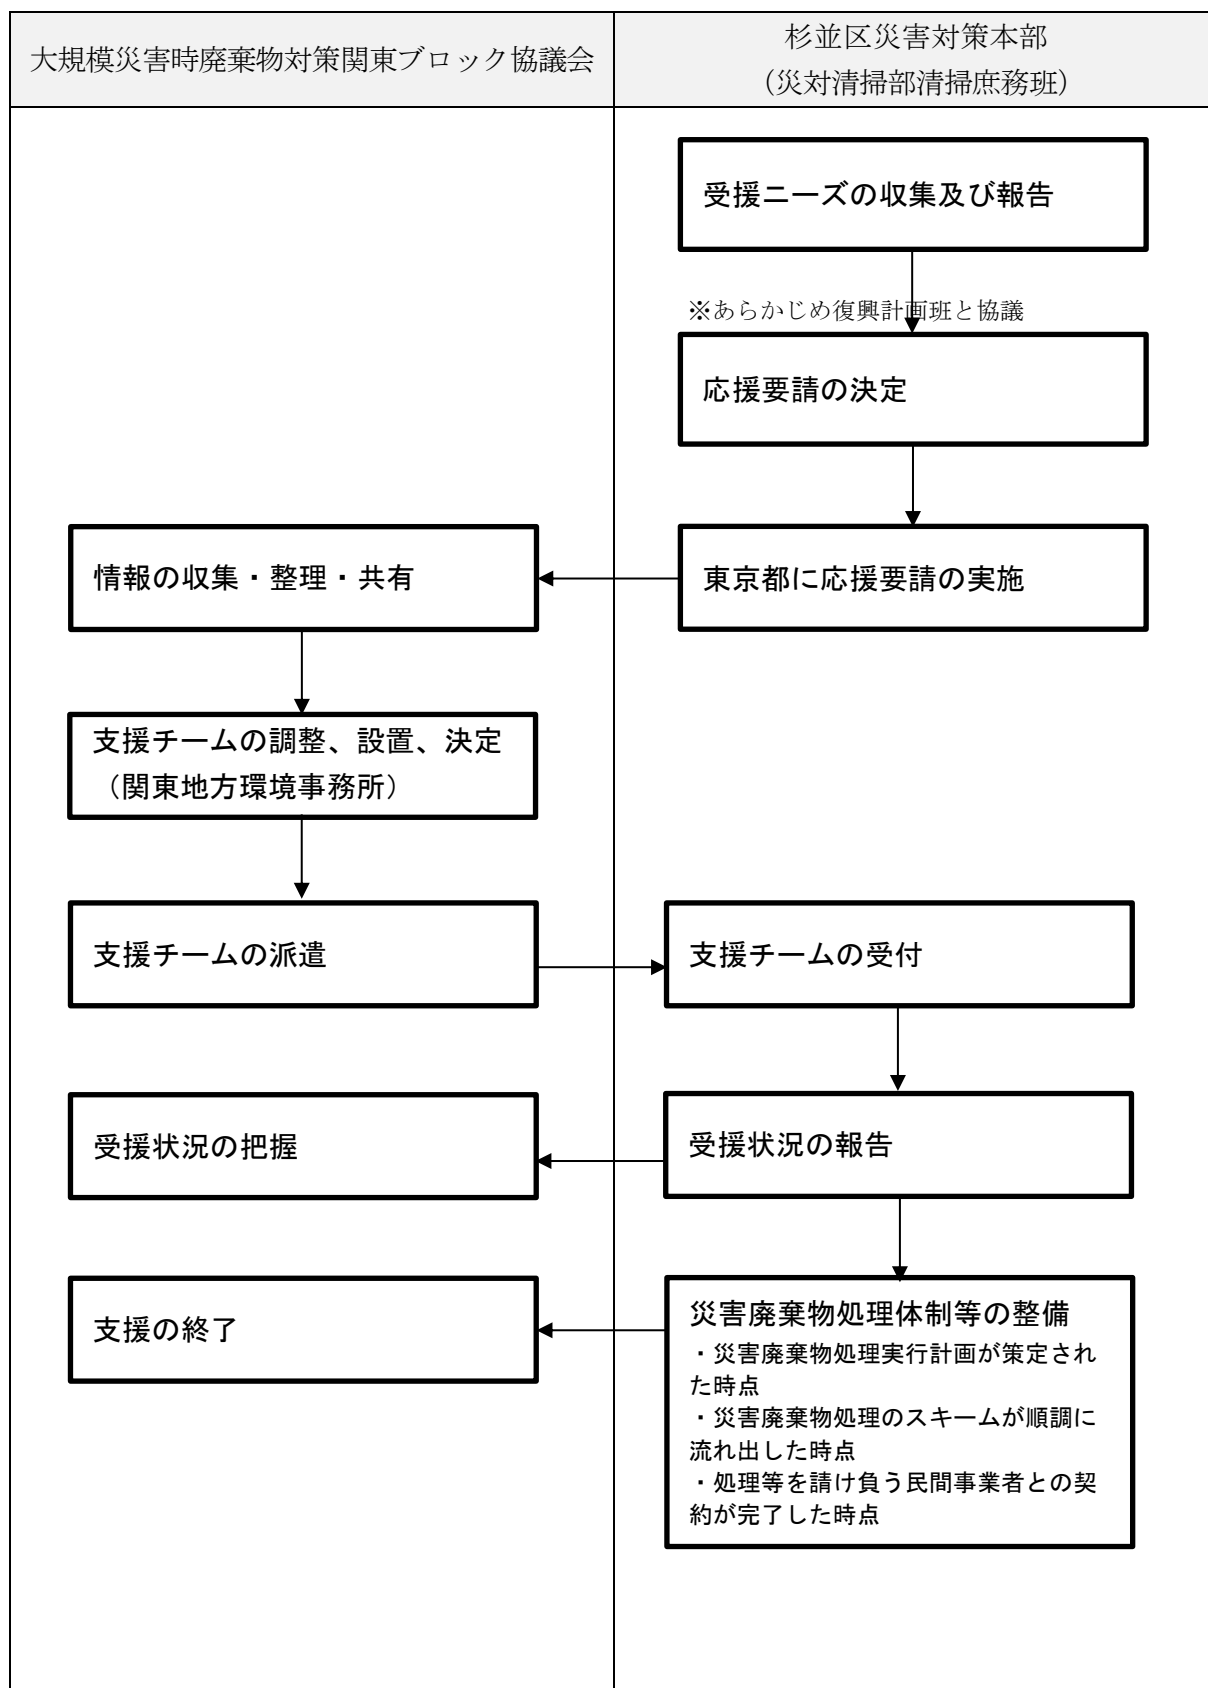 大規模災害時廃棄物対策関東ブロック協議会
杉並区災害対策本部
（災対清掃部清掃庶務班）
受援ニーズの収集及び報告
※あらかじめ復興計画班と協議
応援要請の決定
東京都に応援要請の実施
情報の収集・整理・共有
支援チームの調整、設置、決定
（関東地方環境事務所）
支援チームの派遣
支援チームの受付
受援状況の報告
受援状況の把握
災害廃棄物処理体制等の整備
・災害廃棄物処理実行計画が策定され
た時点
・災害廃棄物処理のスキームが順調に
流れ出した時点
・処理等を請け負う民間事業者との契
約が完了した時点
支援の終了